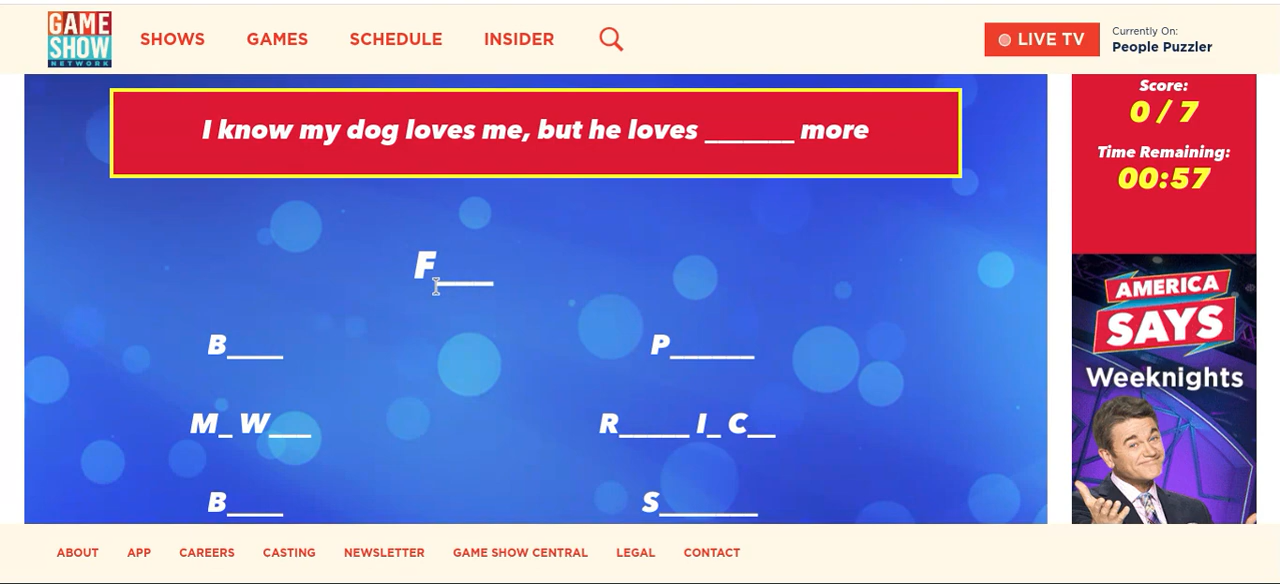 GAME
SHOW
NETWORK
SHOWS GAMES SCHEDULE INSIDER
LIVE TV
Currently On:
People Puzzler
I know my dog loves me, but he loves ______ more
Score:
0 / 7
Time Remaining:
00:57
F____
B____ P______
M_ W___ R_____ I_ C__
B____ S_______
AMERICA
SAYS
Weeknights
ABOUT APP CAREERS CASTING NEWSLETTER GAME SHOW CENTRAL LEGAL CONTACT